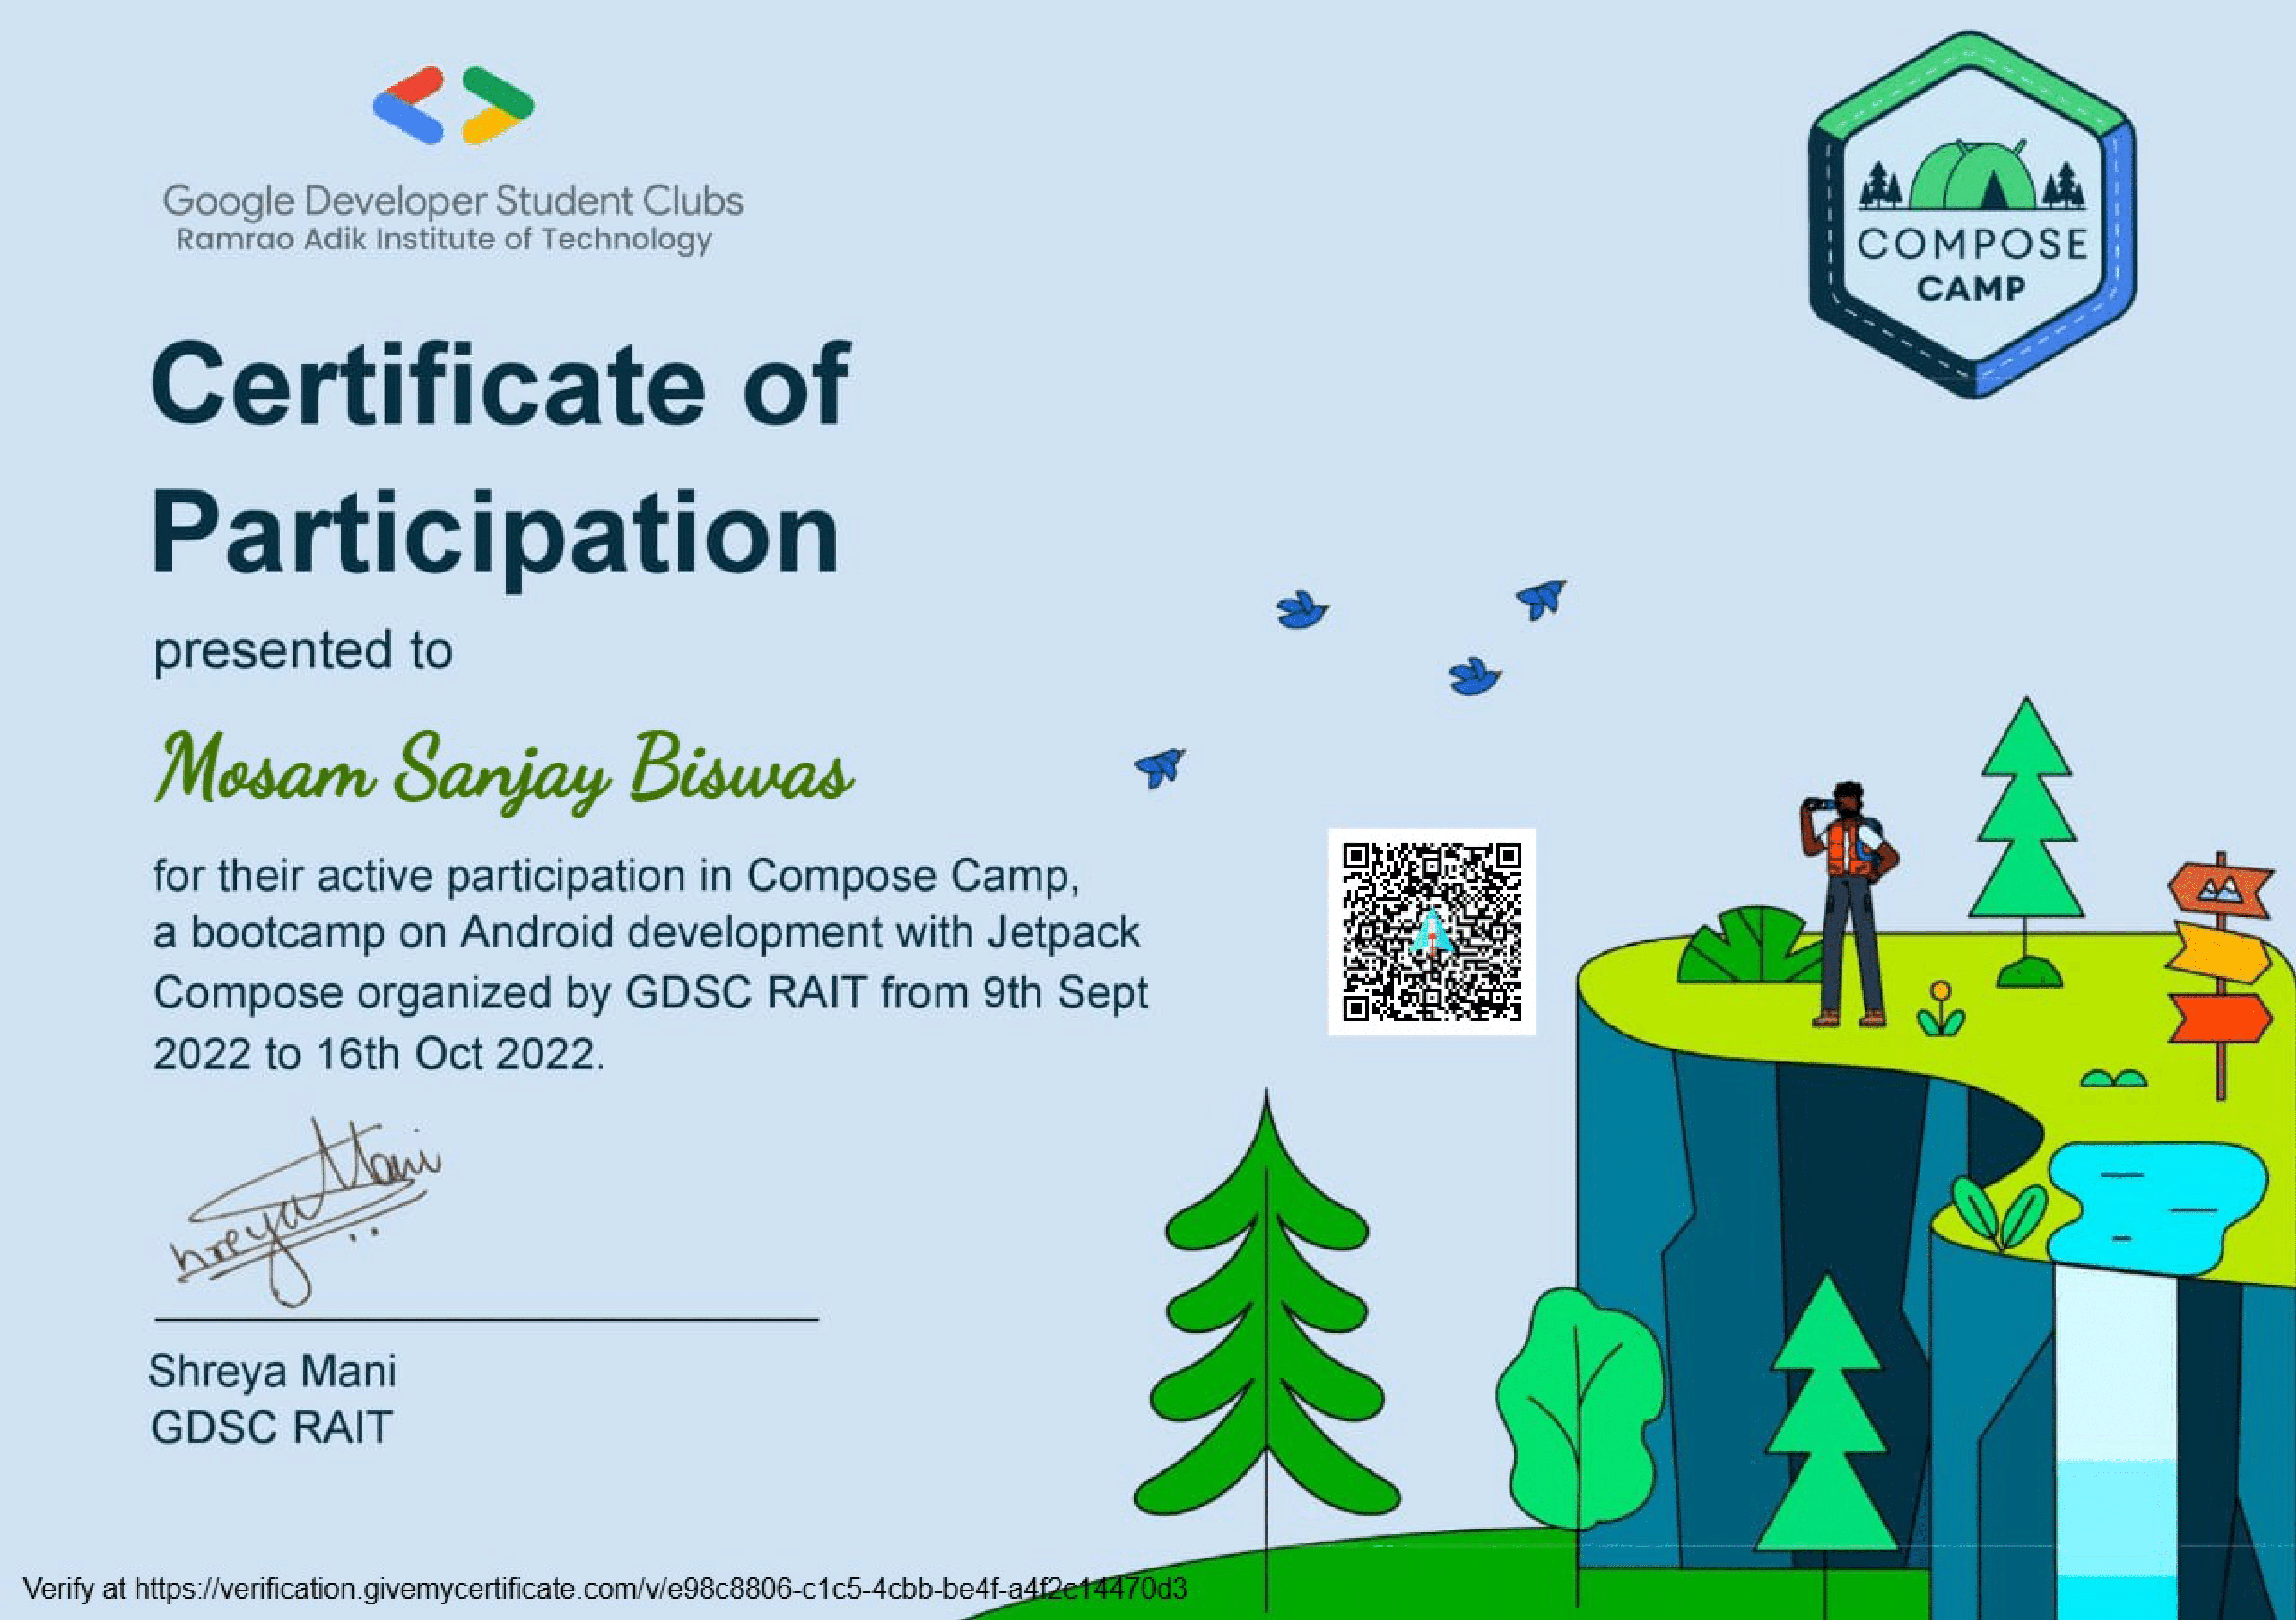 Google Developer Student Clubs
Ramrao Adik Institute of Technology
COMPOSE
CAMP
Certificate of
Participation
presented to
Mosam Sanjay Biswas
for their active participation in Compose Camp,
a bootcamp on Android development with Jetpack
Compose organized by GDSC RAIT from 9th Sept
2022 to 16th Oct 2022.
hreya Mani
Shreya Mani
GDSC RAIT
Verify at https://verification.givemycertificate.com/v/e98c8806-c1c5-4cbb-be4f-a4f2c14470d3